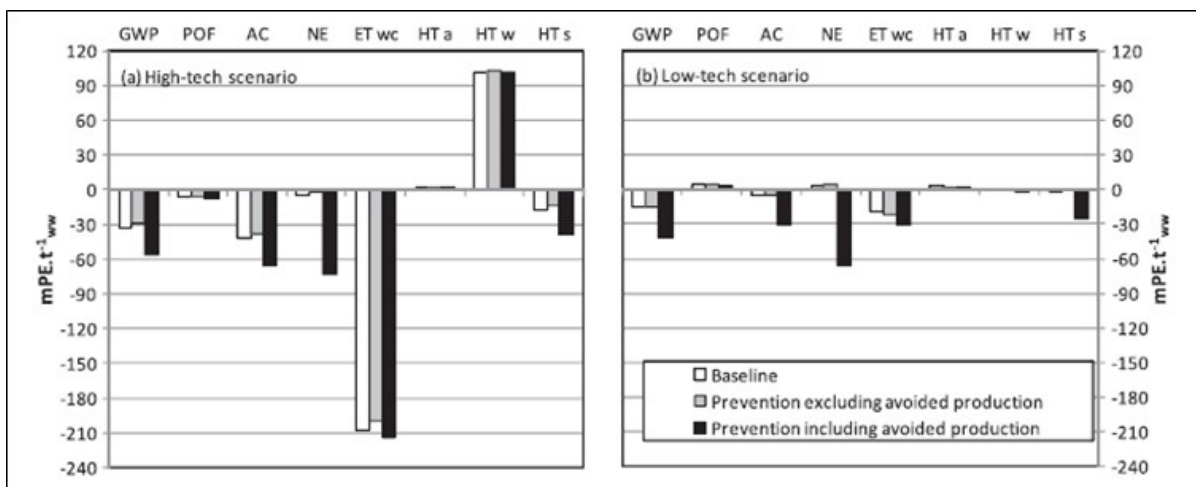 GWP POF AC NE ET wc HT a HT w HT s
GWP POF AC NE ET wc HT a HT w HT s
120
90
60
30
0
-30
-60
-90
-120
-150
-180
-210
-240
mPE.t⁻¹ww
(a) High-tech scenario
(b) Low-tech scenario
Baseline
Prevention excluding avoided production
Prevention including avoided production
120
90
60
30
0
-30
-60
-90
-120
-150
-180
-210
-240
mPE.t⁻¹ww